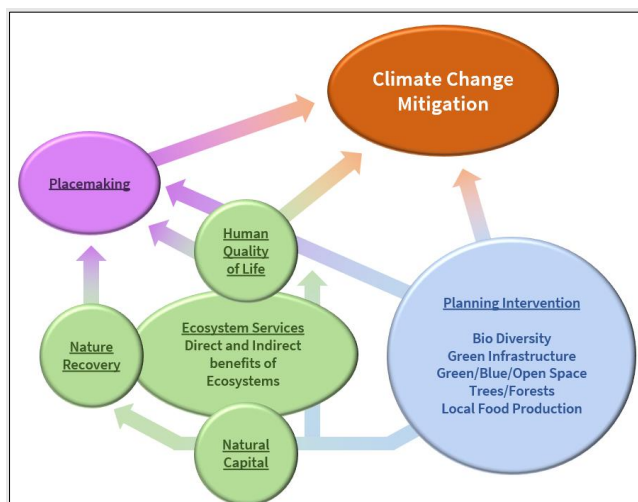 Climate Change
Mitigation
Placemaking
Human
Quality
of Life
Planning Intervention
Bio Diversity
Green Infrastructure
Green/Blue/Open Space
Trees/Forests
Local Food Production
Ecosystem Services
Direct and Indirect
benefits of
Ecosystems
Nature
Recovery
Natural
Capital